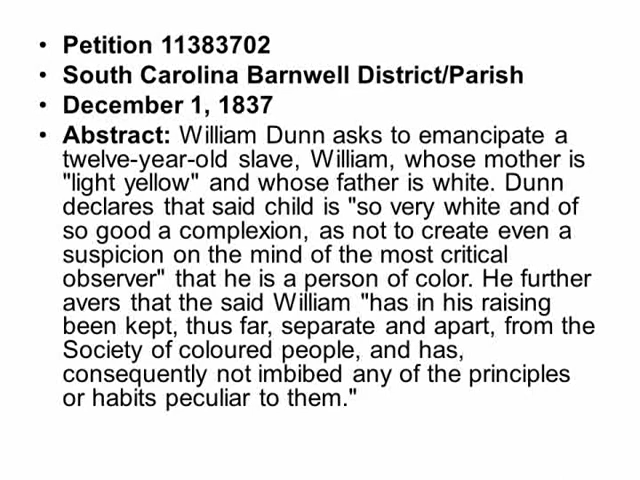 • Petition 11383702
• South Carolina Barnwell District/Parish
• December 1, 1837
• Abstract: William Dunn asks to emancipate a
twelve-year-old slave, William, whose mother is
"light yellow" and whose father is white. Dunn
declares that said child is "so very white and of
so good a complexion, as not to create even a
suspicion on the mind of the most critical
observer" that he is a person of color. He further
avers that the said William "has in his raising
been kept, thus far, separate and apart, from the
Society of coloured people, and has,
consequently not imbibed any of the principles
or habits peculiar to them."